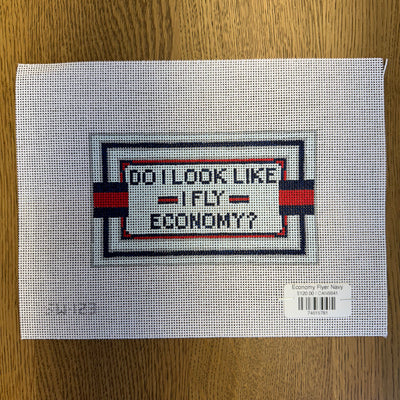 DO I LOOK LIKE
I FLY
ECONOMY?
Economy Flyer Navy